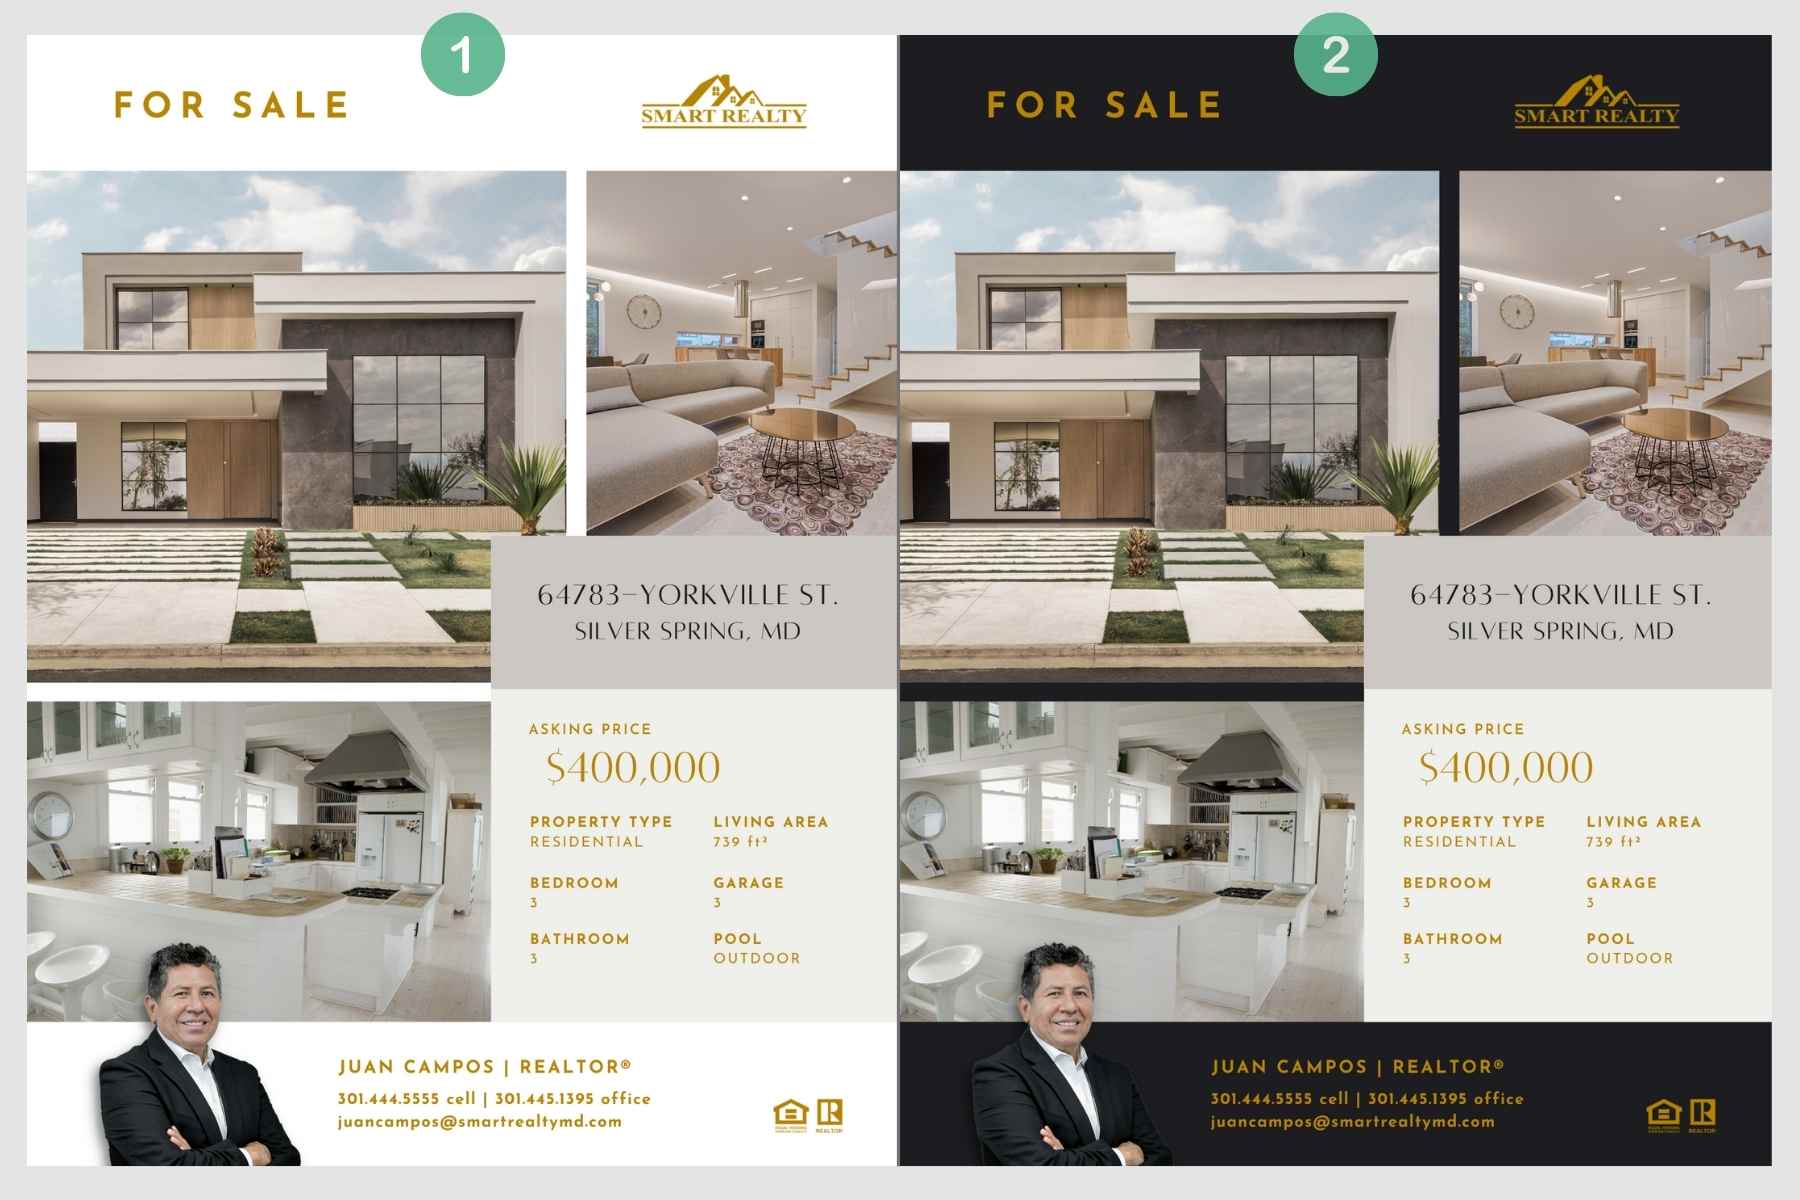 1
FOR SALE
SMART REALTY
64783-YORKVILLE ST.
SILVER SPRING, MD
ASKING PRICE
$400,000
PROPERTY TYPE
RESIDENTIAL
LIVING AREA
739 ft²
BEDROOM
3
GARAGE
3
BATHROOM
3
POOL
OUTDOOR
JUAN CAMPOS | REALTOR®
301.444.5555 cell | 301.445.1395 office
juancampos@smartrealtymd.com
REALTOR
2
FOR SALE
SMART REALTY
64783-YORKVILLE ST.
SILVER SPRING, MD
ASKING PRICE
$400,000
PROPERTY TYPE
RESIDENTIAL
LIVING AREA
739 ft²
BEDROOM
3
GARAGE
3
BATHROOM
3
POOL
OUTDOOR
JUAN CAMPOS | REALTOR®
301.444.5555 cell | 301.445.1395 office
juancampos@smartrealtymd.com
REALTOR